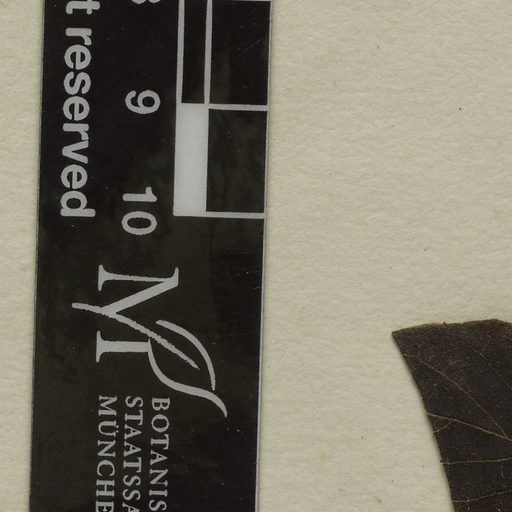 t reserved
9
10
BOTANIS
STAATSSA
MÜNCHE